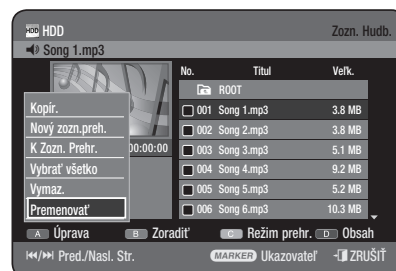 HDD HDD Zozn. Hudb.
Song 1.mp3
No. Titul Veľk.
ROOT
001 Song 1.mp3 3.8 MB
002 Song 2.mp3 3.8 MB
003 Song 3.mp3 5.1 MB
004 Song 4.mp3 9.2 MB
005 Song 5.mp3 5.2 MB
006 Song 6.mp3 10.3 MB
Kopír.
Nový zozn.preh.
K Zozn. Prehr.
Vybrať všetko
Vymaz.
Premenovať
00:00:00
A Úprava B Zoradiť C Režim prehr. D Obsah
Pred./Nasl. Str. MARKER Ukazovateľ ZRUŠIŤ